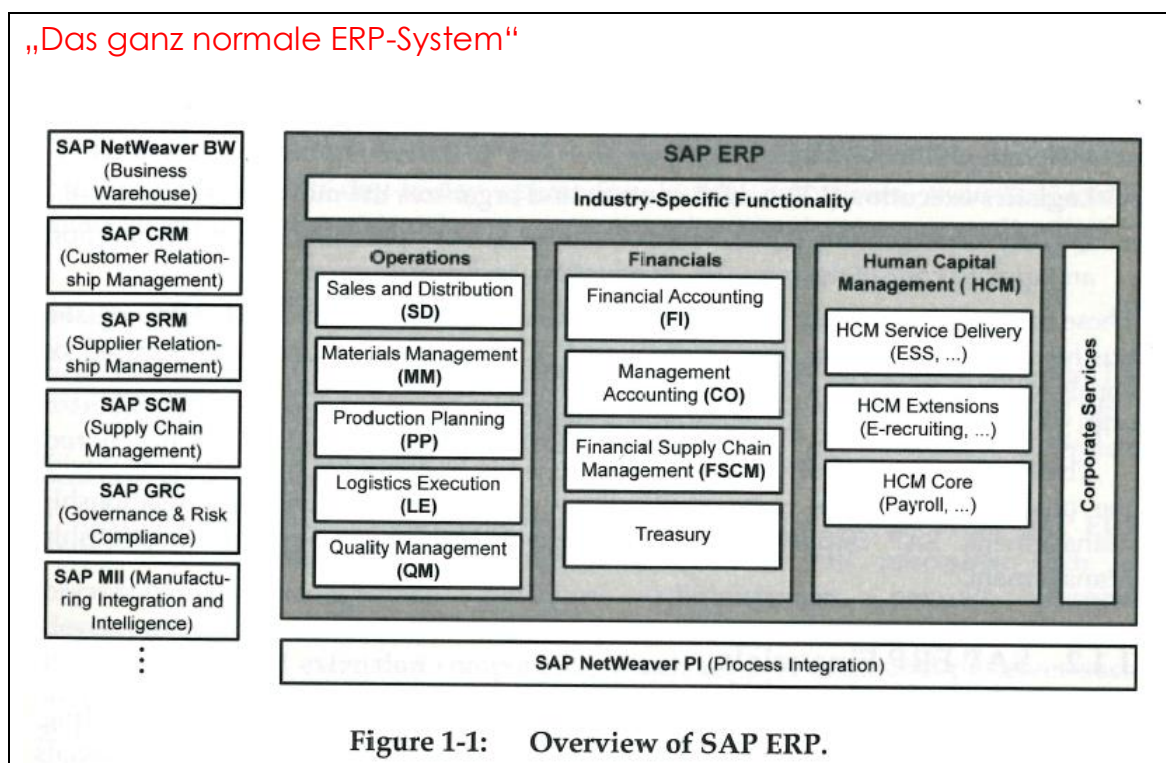 „Das ganz normale ERP-System“
SAP NetWeaver BW
(Business
Warehouse)
SAP CRM
(Customer Relation-
ship Management)
SAP SRM
(Supplier Relation-
ship Management)
SAP SCM
(Supply Chain
Management)
SAP GRC
(Governance & Risk
Compliance)
SAP MII (Manufactu-
ring Integration and
Intelligence)
SAP ERP
Industry-Specific Functionality
Operations
Sales and Distribution
(SD)
Materials Management
(MM)
Production Planning
(PP)
Logistics Execution
(LE)
Quality Management
(QM)
Financials
Financial Accounting
(FI)
Management
Accounting (CO)
Financial Supply Chain
Management (FSCM)
Treasury
Human Capital
Management ( HCM)
HCM Service Delivery
(ESS, ...)
HCM Extensions
(E-recruiting, ...)
HCM Core
(Payroll, ...)
Corporate Services
SAP NetWeaver PI (Process Integration)
Figure 1-1: Overview of SAP ERP.